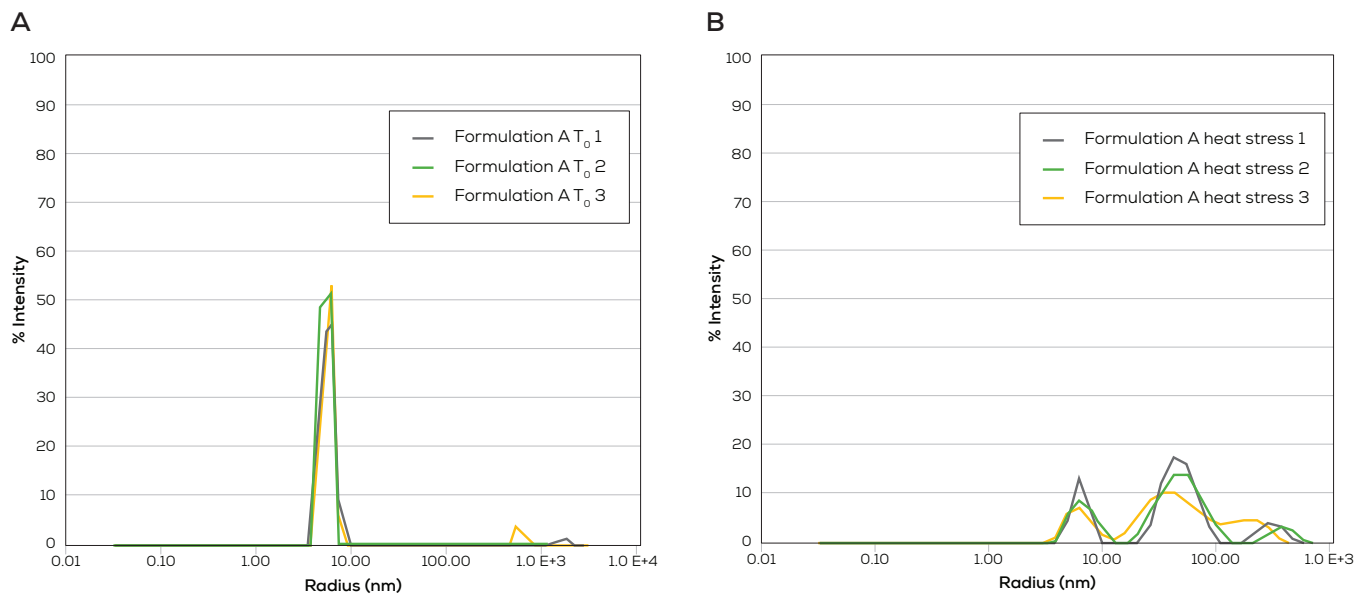 A
100
90
80
70
60
50
40
30
20
10
0
% Intensity
Formulation A T₀ 1
Formulation A T₀ 2
Formulation A T₀ 3
0.01 0.10 1.00 10.00 100.00 1.0 E+3 1.0 E+4
Radius (nm)
B
100
90
80
70
60
50
40
30
20
10
0
% Intensity
Formulation A heat stress 1
Formulation A heat stress 2
Formulation A heat stress 3
0.01 0.10 1.00 10.00 100.00 1.0 E+3
Radius (nm)